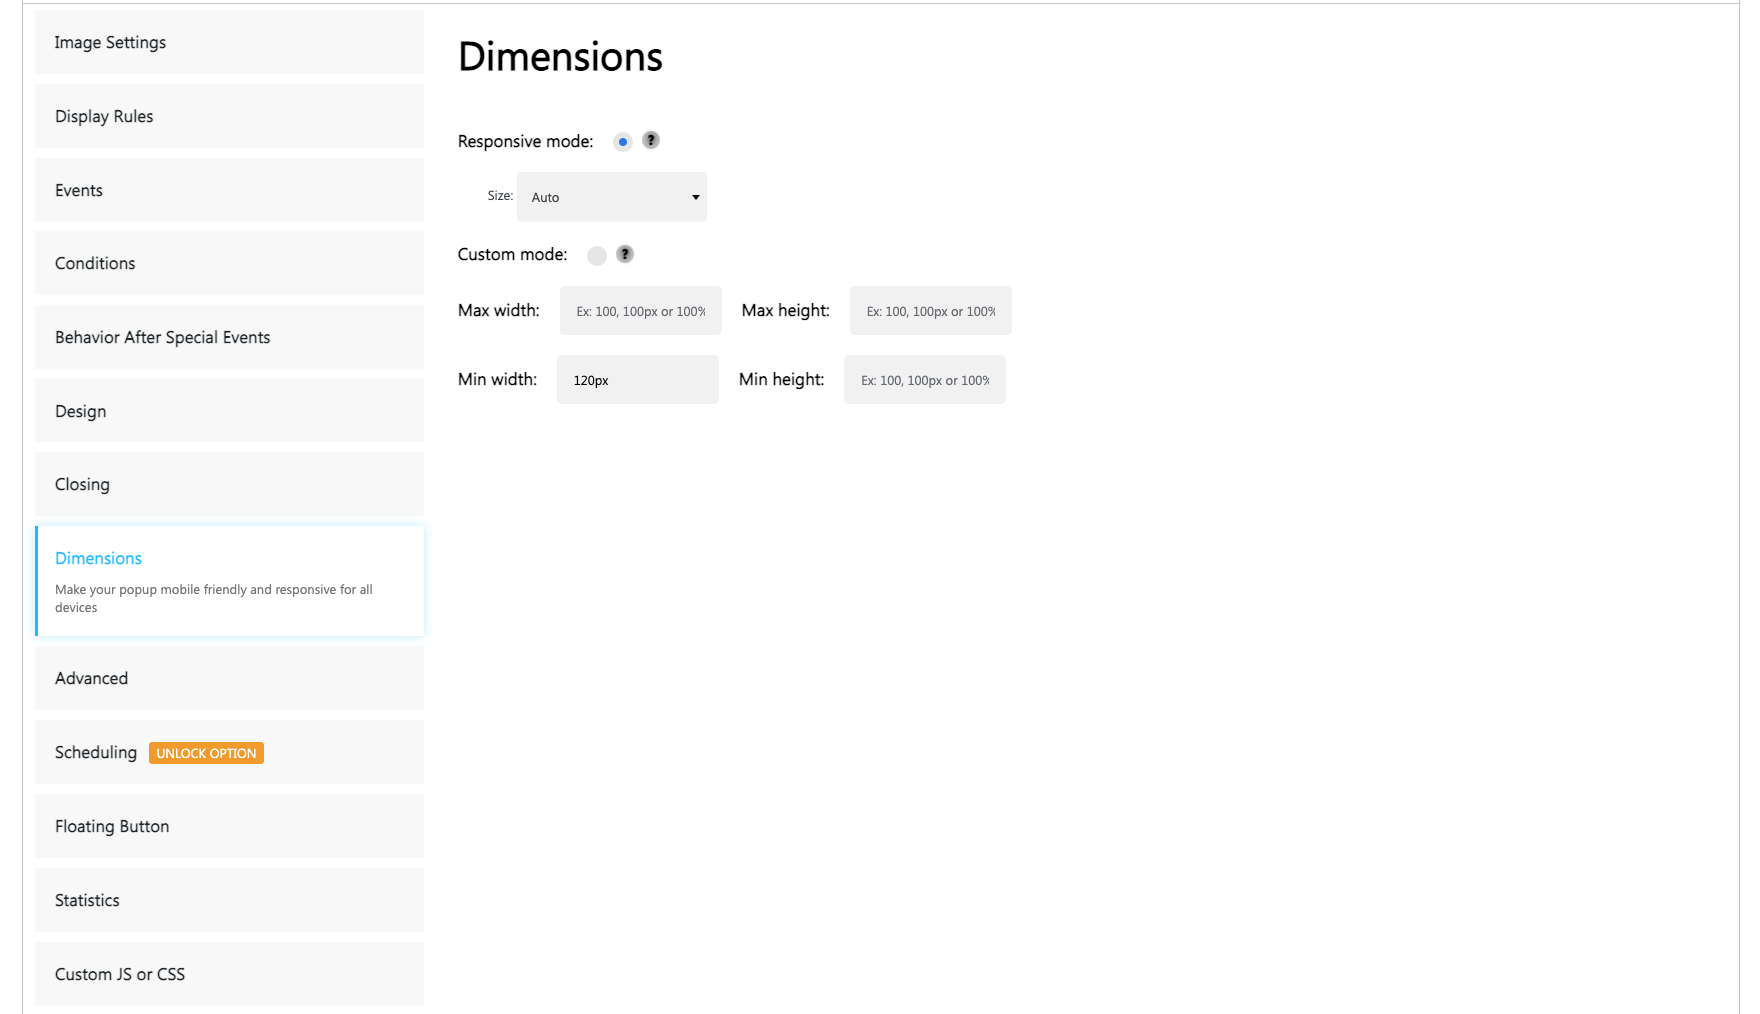 Image Settings
Display Rules
Events
Conditions
Behavior After Special Events
Design
Closing
Dimensions
Make your popup mobile friendly and responsive for all
devices
Advanced
Scheduling UNLOCK OPTION
Floating Button
Statistics
Custom JS or CSS
Dimensions
Responsive mode: ?
Size: Auto
Custom mode: ?
Max width: Ex: 100, 100px or 100% Max height: Ex: 100, 100px or 100%
Min width: 120px Min height: Ex: 100, 100px or 100%